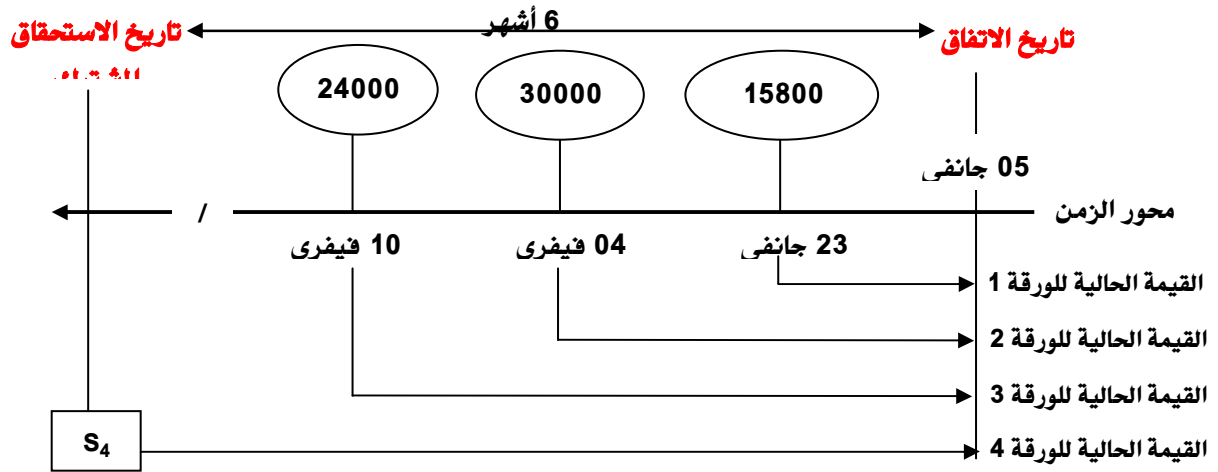 6 أشهر
تاريخ الاتفاق
تاريخ الاستحقاق
15800
30000
24000
05 جانفي
محور الزمن
/
23 جانفي
04 فيفري
10 فيفري
القيمة الحالية للورقة 1
القيمة الحالية للورقة 2
القيمة الحالية للورقة 3
القيمة الحالية للورقة 4
S4